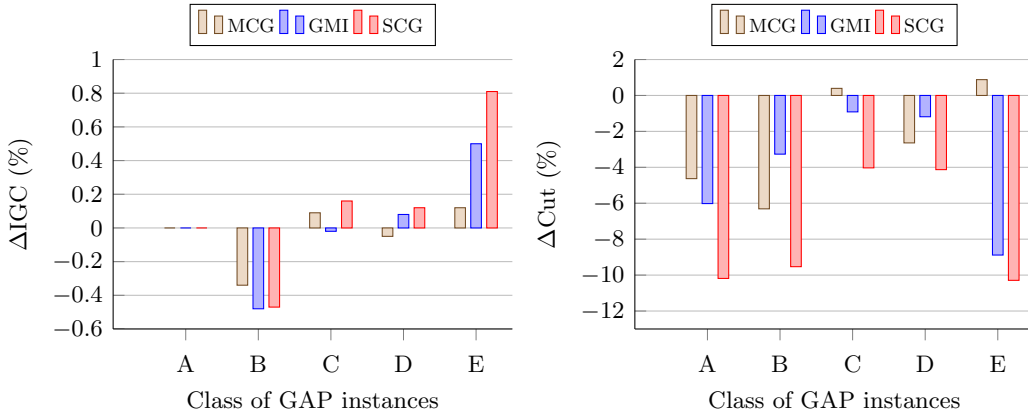 MCG GMI SCG
1
0.8
0.6
0.4
0.2
0
−0.2
−0.4
−0.6
ΔIGC (%)
A B C D E
Class of GAP instances
MCG GMI SCG
2
0
−2
−4
−6
−8
−10
−12
ΔCut (%)
A B C D E
Class of GAP instances